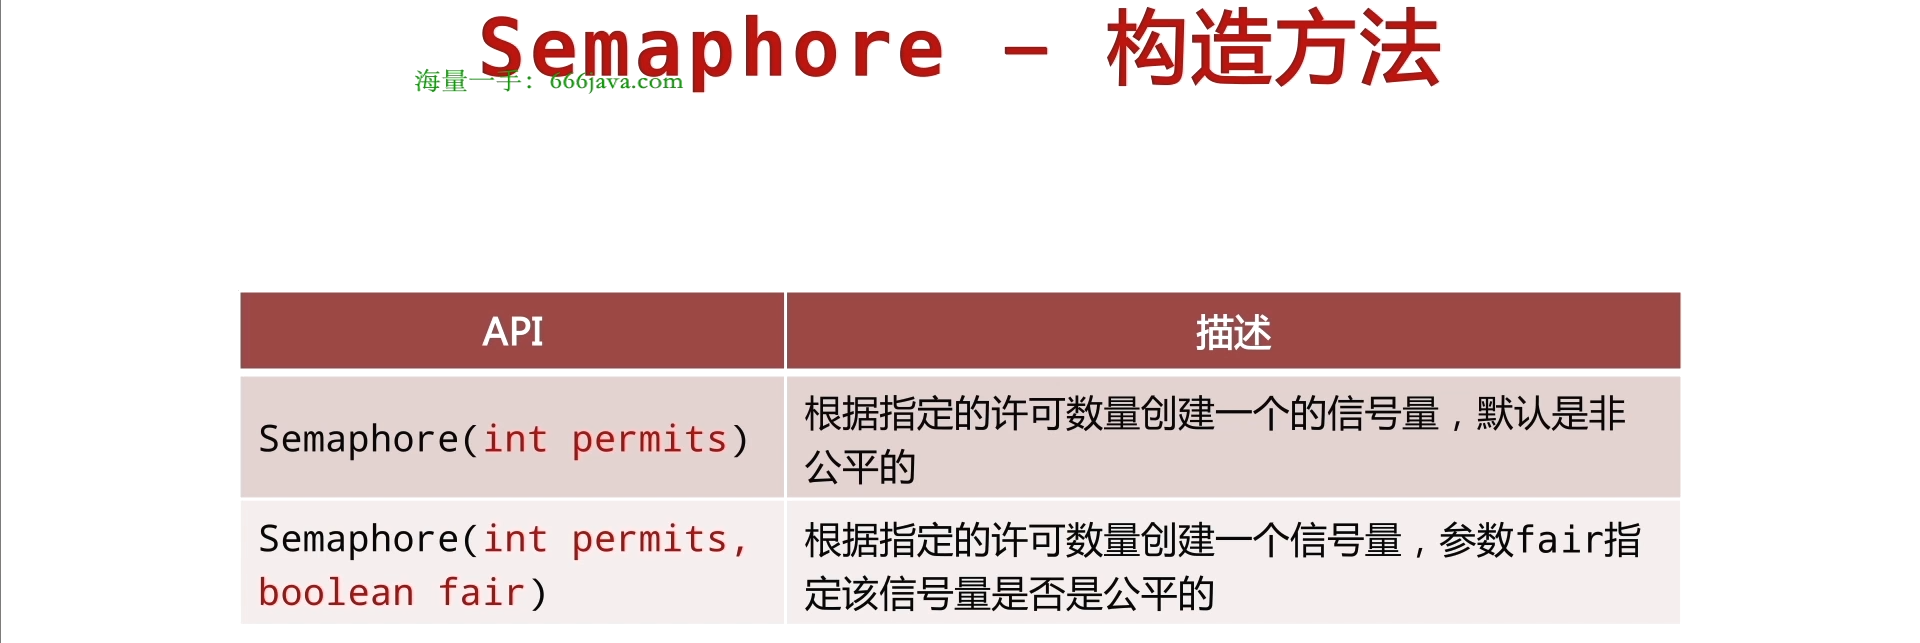 Semaphore - 构造方法
海量一手：666java.com
API
描述
Semaphore(int permits)
根据指定的许可数量创建一个的信号量，默认是非
公平的
Semaphore(int permits,
boolean fair)
根据指定的许可数量创建一个信号量，参数fair指
定该信号量是否是公平的